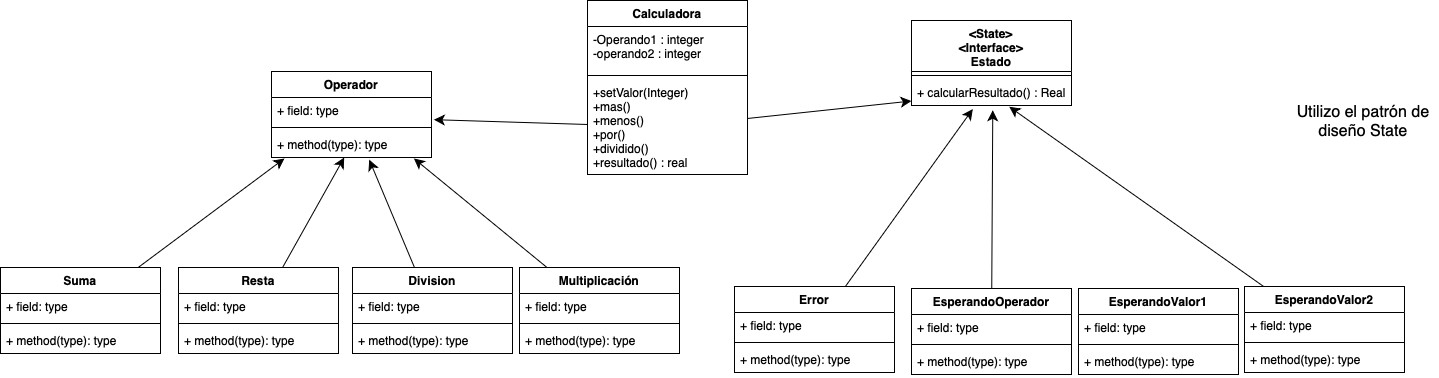 Calculadora
-Operando1 : integer
-operando2 : integer
+setValor(Integer)
+mas()
+menos()
+por()
+dividido()
+resultado() : real
<State>
<Interface>
Estado
+ calcularResultado() : Real
Utilizo el patrón de
diseño State
Operador
+ field: type
+ method(type): type
Suma
+ field: type
+ method(type): type
Resta
+ field: type
+ method(type): type
Division
+ field: type
+ method(type): type
Multiplicación
+ field: type
+ method(type): type
Error
+ field: type
+ method(type): type
EsperandoOperador
+ field: type
+ method(type): type
EsperandoValor1
+ field: type
+ method(type): type
EsperandoValor2
+ field: type
+ method(type): type